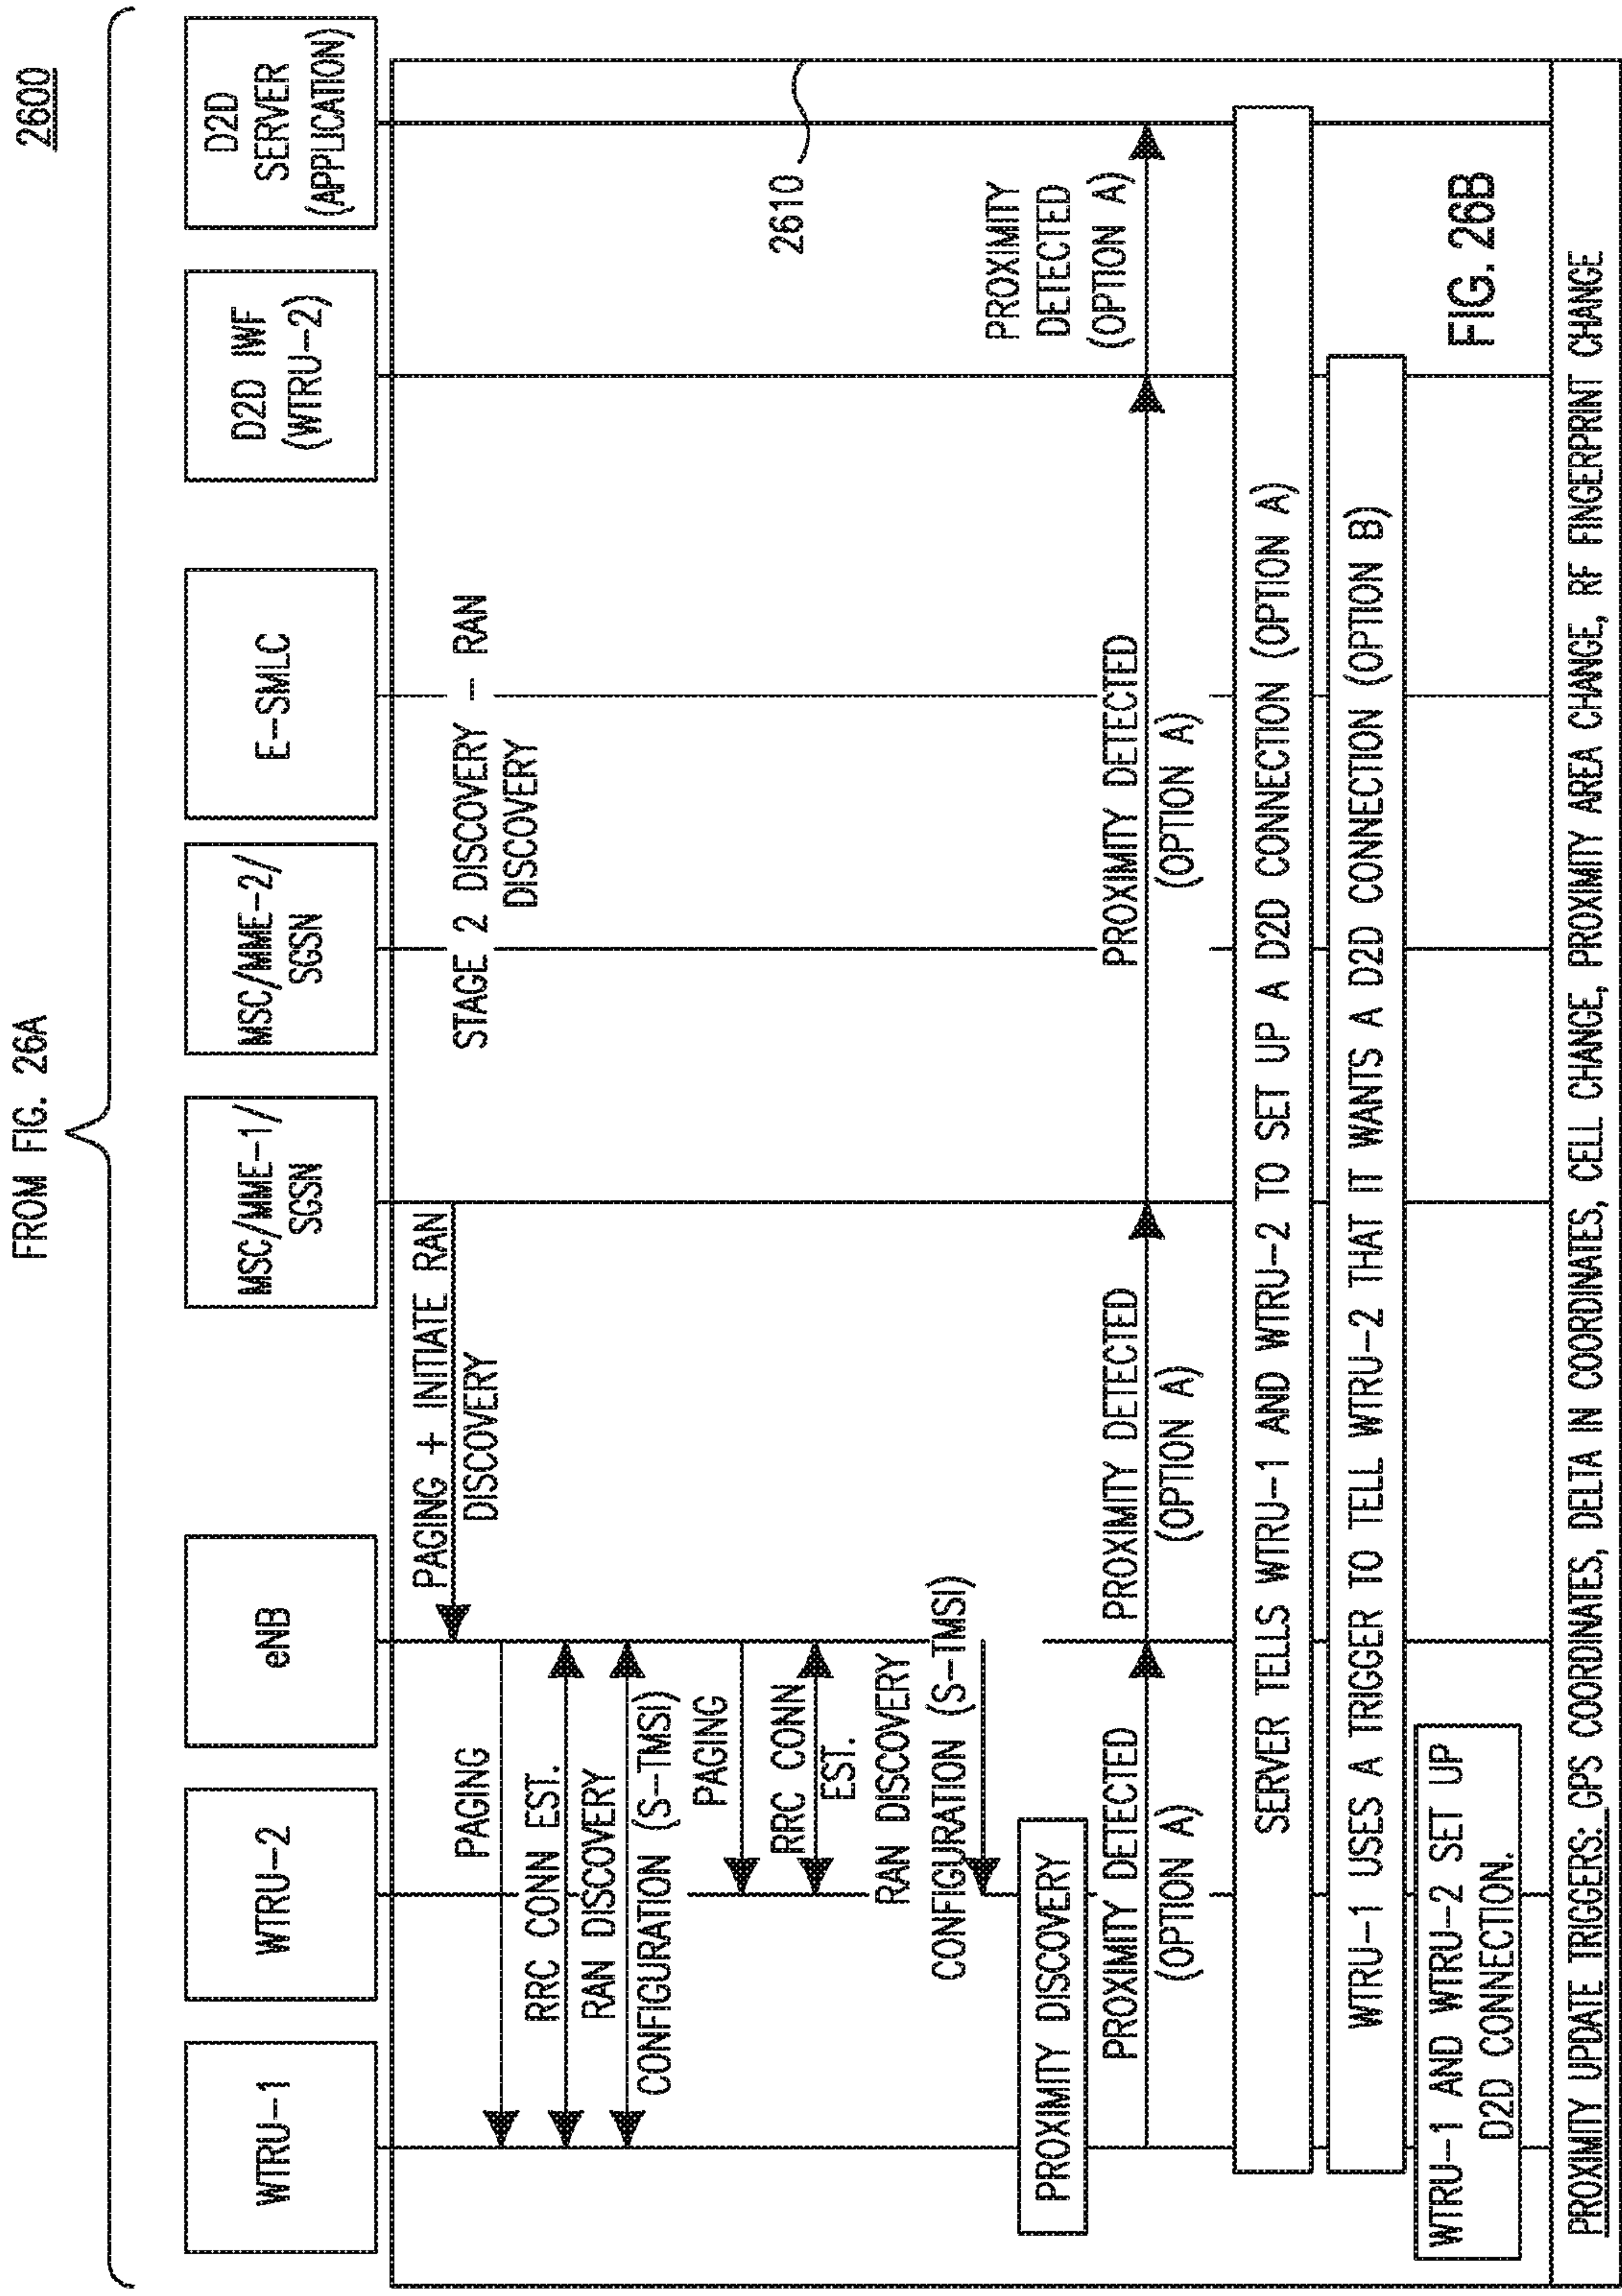 FROM FIG. 26A
2600
WTRU-1
WTRU-2
eNB
MSC/MME-1/
SGSN
MSC/MME-2/
SGSN
E-SMLC
D2D IWF
(WTRU-2)
D2D
SERVER
(APPLICATION)
PAGING + INITIATE RAN
DISCOVERY
STAGE 2 DISCOVERY - RAN
DISCOVERY
PAGING
RRC CONN EST.
RAN DISCOVERY
CONFIGURATION (S-TMSI)
PAGING
RRC CONN
EST.
RAN DISCOVERY
CONFIGURATION (S-TMSI)
2610
PROXIMITY DISCOVERY
PROXIMITY DETECTED
(OPTION A)
PROXIMITY DETECTED
(OPTION A)
PROXIMITY DETECTED
(OPTION A)
PROXIMITY
DETECTED
(OPTION A)
SERVER TELLS WTRU-1 AND WTRU-2 TO SET UP A D2D CONNECTION (OPTION A)
WTRU-1 USES A TRIGGER TO TELL WTRU-2 THAT IT WANTS A D2D CONNECTION (OPTION B)
WTRU-1 AND WTRU-2 SET UP
D2D CONNECTION.
FIG. 26B
PROXIMITY UPDATE TRIGGERS: GPS COORDINATES, DELTA IN COORDINATES, CELL CHANGE, PROXIMITY AREA CHANGE, RF FINGERPRINT CHANGE